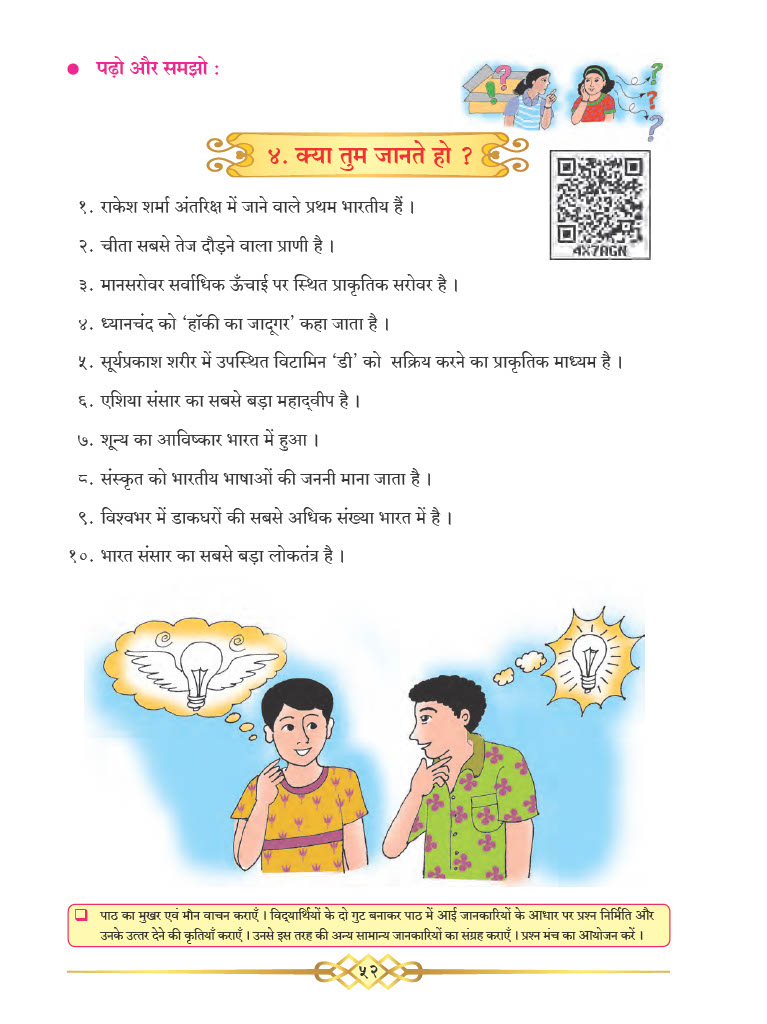 ● पढ़ो और समझो :
४. क्या तुम जानते हो ?
4X7AGN
१. राकेश शर्मा अंतरिक्ष में जाने वाले प्रथम भारतीय हैं ।
२. चीता सबसे तेज दौड़ने वाला प्राणी है ।
३. मानसरोवर सर्वाधिक ऊँचाई पर स्थित प्राकृतिक सरोवर है ।
४. ध्यानचंद को ‘हॉकी का जादूगर’ कहा जाता है ।
५. सूर्यप्रकाश शरीर में उपस्थित विटामिन ‘डी’ को सक्रिय करने का प्राकृतिक माध्यम है ।
६. एशिया संसार का सबसे बड़ा महाद्‌वीप है ।
७. शून्य का आविष्कार भारत में हुआ ।
८. संस्कृत को भारतीय भाषाओं की जननी माना जाता है ।
९. विश्वभर में डाकघरों की सबसे अधिक संख्या भारत में है ।
१०. भारत संसार का सबसे बड़ा लोकतंत्र है ।
❑ पाठ का मुखर एवं मौन वाचन कराएँ । विद्‌यार्थियों के दो गुट बनाकर पाठ में आई जानकारियों के आधार पर प्रश्न निर्मिति और
उनके उत्तर देने की कृतियाँ कराएँ । उनसे इस तरह की अन्य सामान्य जानकारियों का संग्रह कराएँ । प्रश्न मंच का आयोजन करें ।
५२